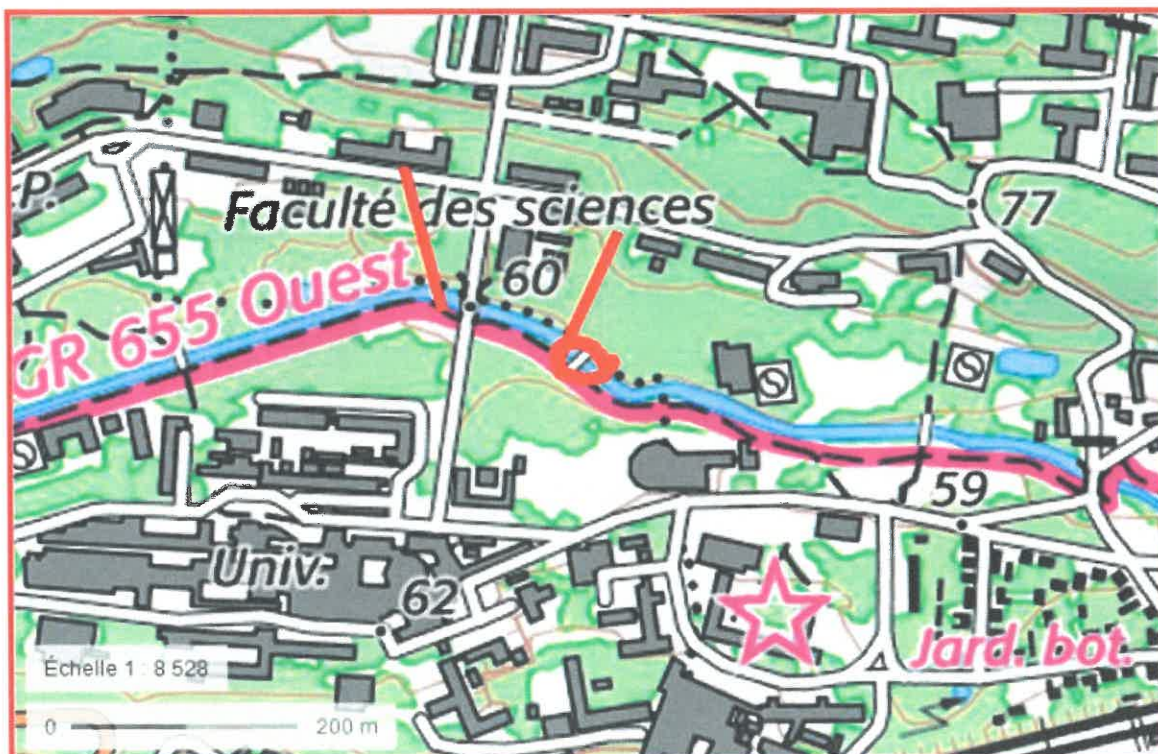 77
.P.
Faculté des sciences
60
GR 655 Ouest
59
Univ.
62
Jard. bot.
Échelle 1 : 8 528
0 200 m